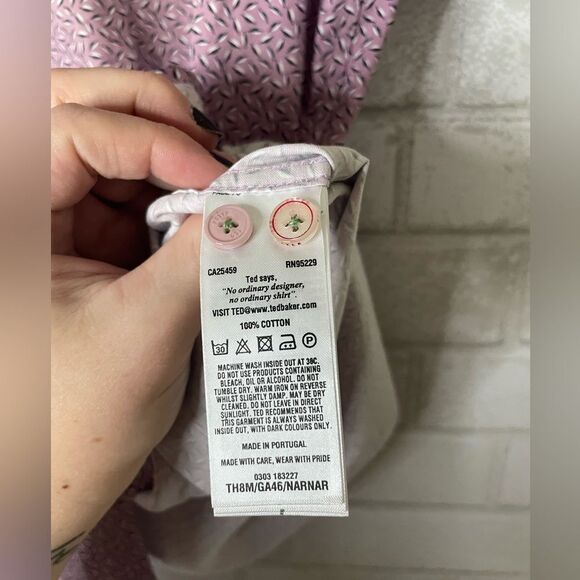 CA25459 RN95229
Ted says,
"No ordinary designer,
no ordinary shirt".
VISIT TED@www.tedbaker.com
100% COTTON
30 P
MACHINE WASH INSIDE OUT AT 30C.
DO NOT USE PRODUCTS CONTAINING
BLEACH, OIL OR ALCOHOL. DO NOT
TUMBLE DRY. WARM IRON ON REVERSE
WHILST SLIGHTLY DAMP. MAY BE DRY
CLEANED. DO NOT LEAVE IN DIRECT
SUNLIGHT. TED RECOMMENDS THAT
THIS GARMENT IS ALWAYS WASHED
INSIDE OUT, WITH DARK COLOURS ONLY.
MADE IN PORTUGAL
MADE WITH CARE, WEAR WITH PRIDE
0303 183227
TH8M/GA46/NARNAR